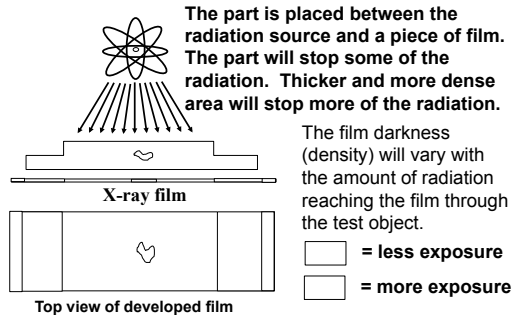 The part is placed between the
radiation source and a piece of film.
The part will stop some of the
radiation. Thicker and more dense
area will stop more of the radiation.
The film darkness
(density) will vary with
the amount of radiation
reaching the film through
the test object.
X-ray film
= less exposure
= more exposure
Top view of developed film